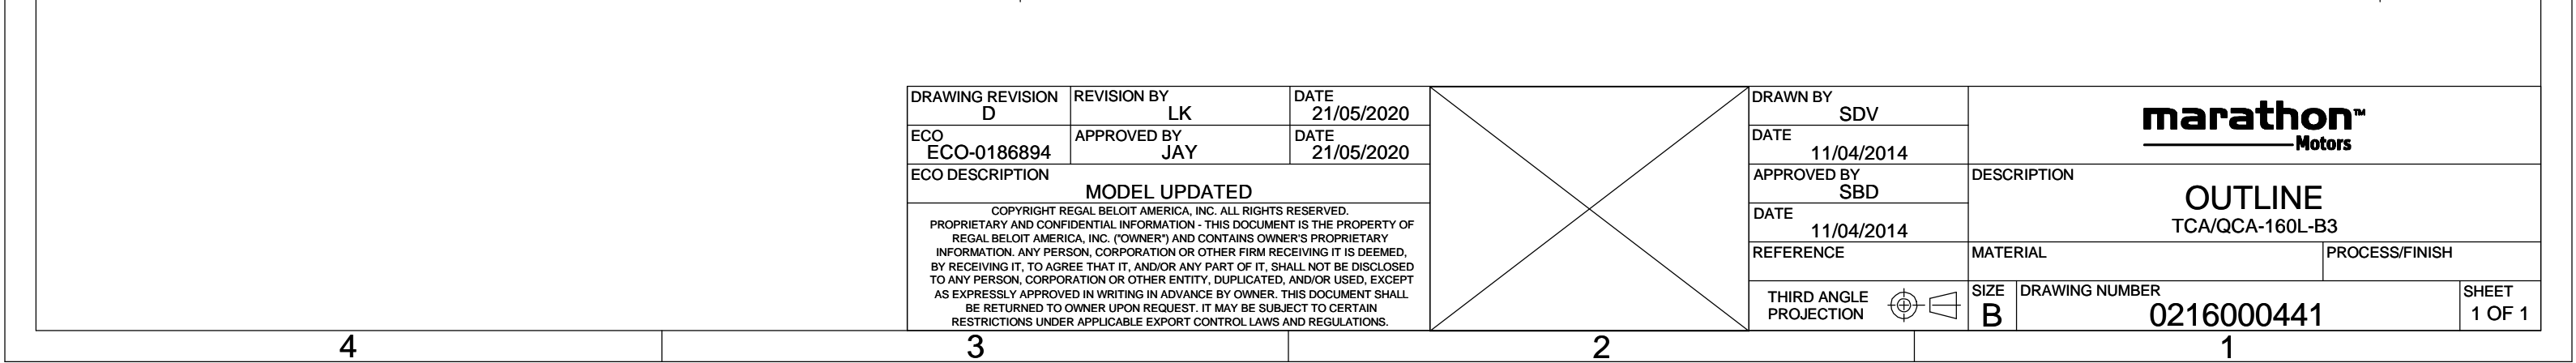 DRAWING REVISION
D
REVISION BY
LK
DATE
21/05/2020
ECO
ECO-0186894
APPROVED BY
JAY
DATE
21/05/2020
ECO DESCRIPTION
MODEL UPDATED
COPYRIGHT REGAL BELOIT AMERICA, INC. ALL RIGHTS RESERVED.
PROPRIETARY AND CONFIDENTIAL INFORMATION - THIS DOCUMENT IS THE PROPERTY OF
REGAL BELOIT AMERICA, INC. ("OWNER") AND CONTAINS OWNER'S PROPRIETARY
INFORMATION. ANY PERSON, CORPORATION OR OTHER FIRM RECEIVING IT IS DEEMED,
BY RECEIVING IT, TO AGREE THAT IT, AND/OR ANY PART OF IT, SHALL NOT BE DISCLOSED
TO ANY PERSON, CORPORATION OR OTHER ENTITY, DUPLICATED, AND/OR USED, EXCEPT
AS EXPRESSLY APPROVED IN WRITING IN ADVANCE BY OWNER. THIS DOCUMENT SHALL
BE RETURNED TO OWNER UPON REQUEST. IT MAY BE SUBJECT TO CERTAIN
RESTRICTIONS UNDER APPLICABLE EXPORT CONTROL LAWS AND REGULATIONS.
DRAWN BY
SDV
DATE
11/04/2014
APPROVED BY
SBD
DATE
11/04/2014
REFERENCE
THIRD ANGLE
PROJECTION
marathon™
Motors
DESCRIPTION
OUTLINE
TCA/QCA-160L-B3
MATERIAL
PROCESS/FINISH
SIZE
B
DRAWING NUMBER
0216000441
SHEET
1 OF 1
4
3
2
1